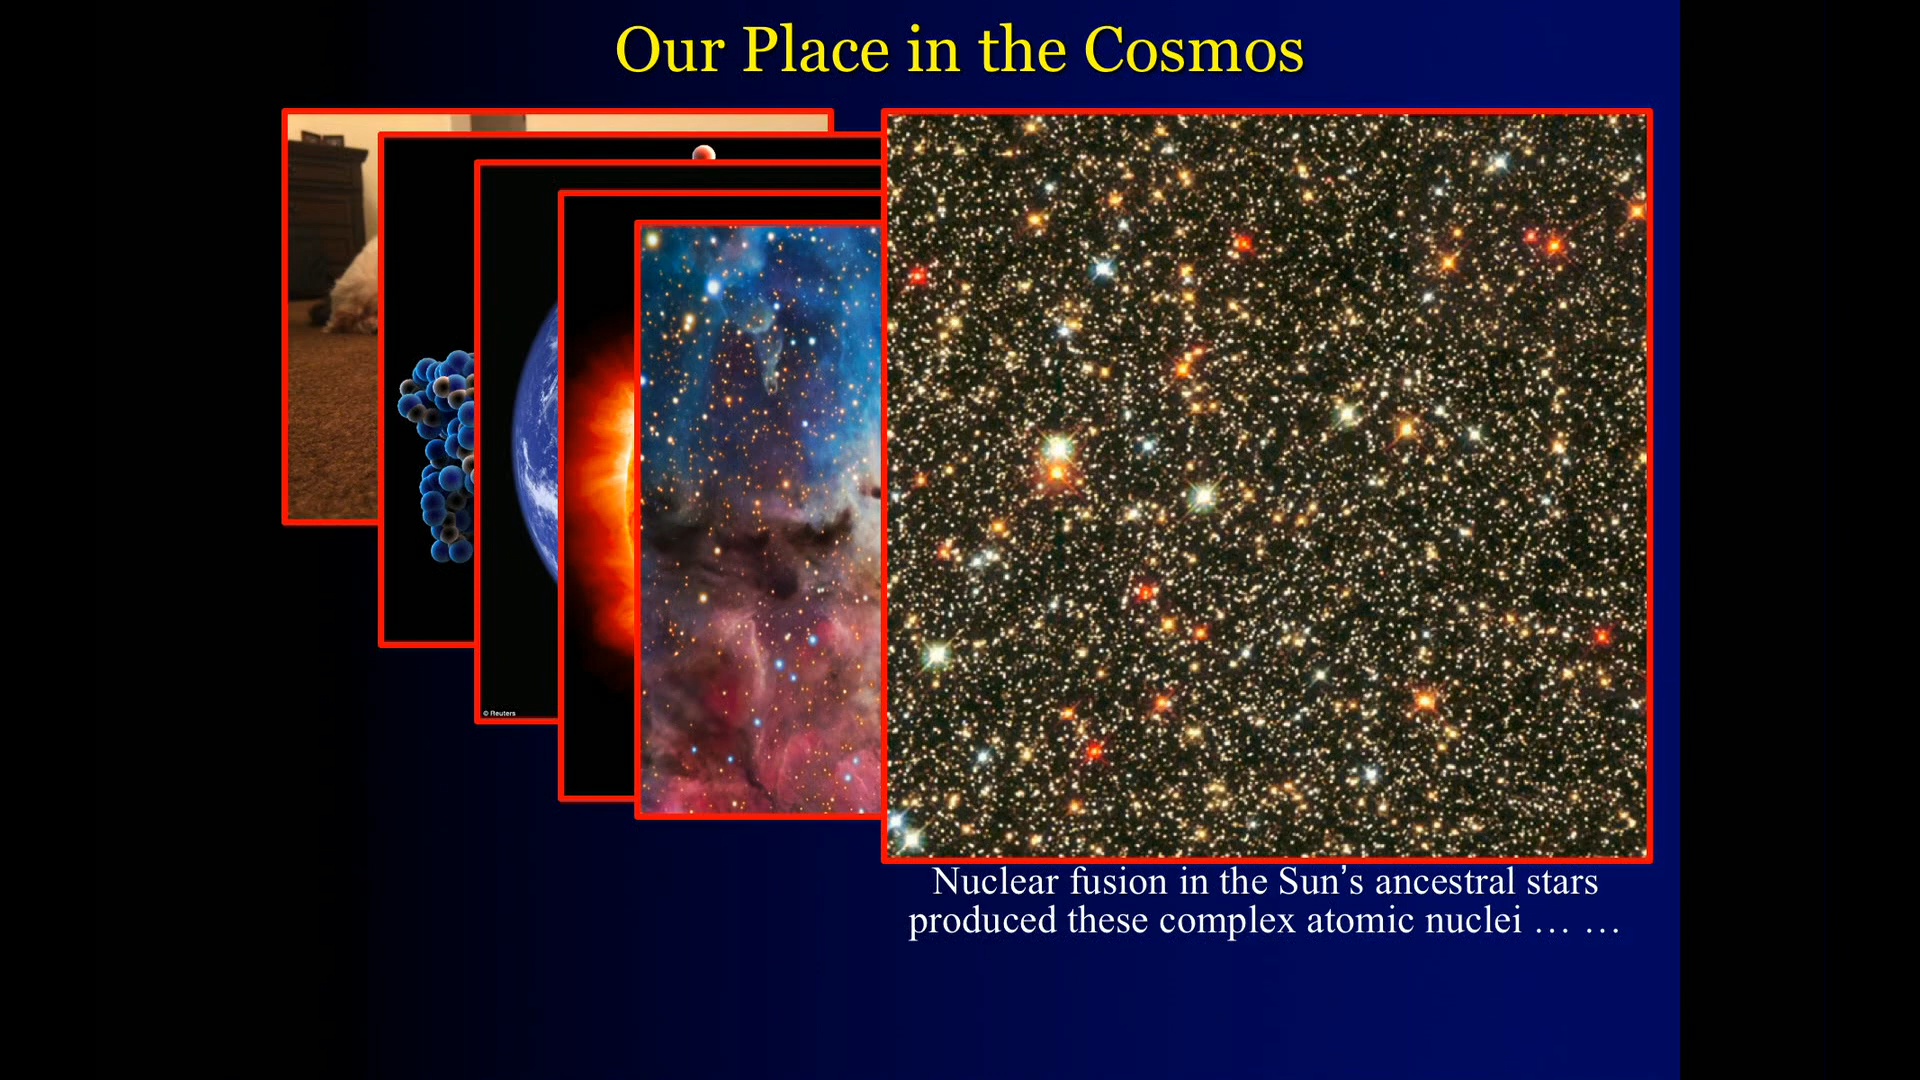 Our Place in the Cosmos
© Reuters
Nuclear fusion in the Sun’s ancestral stars
produced these complex atomic nuclei … …